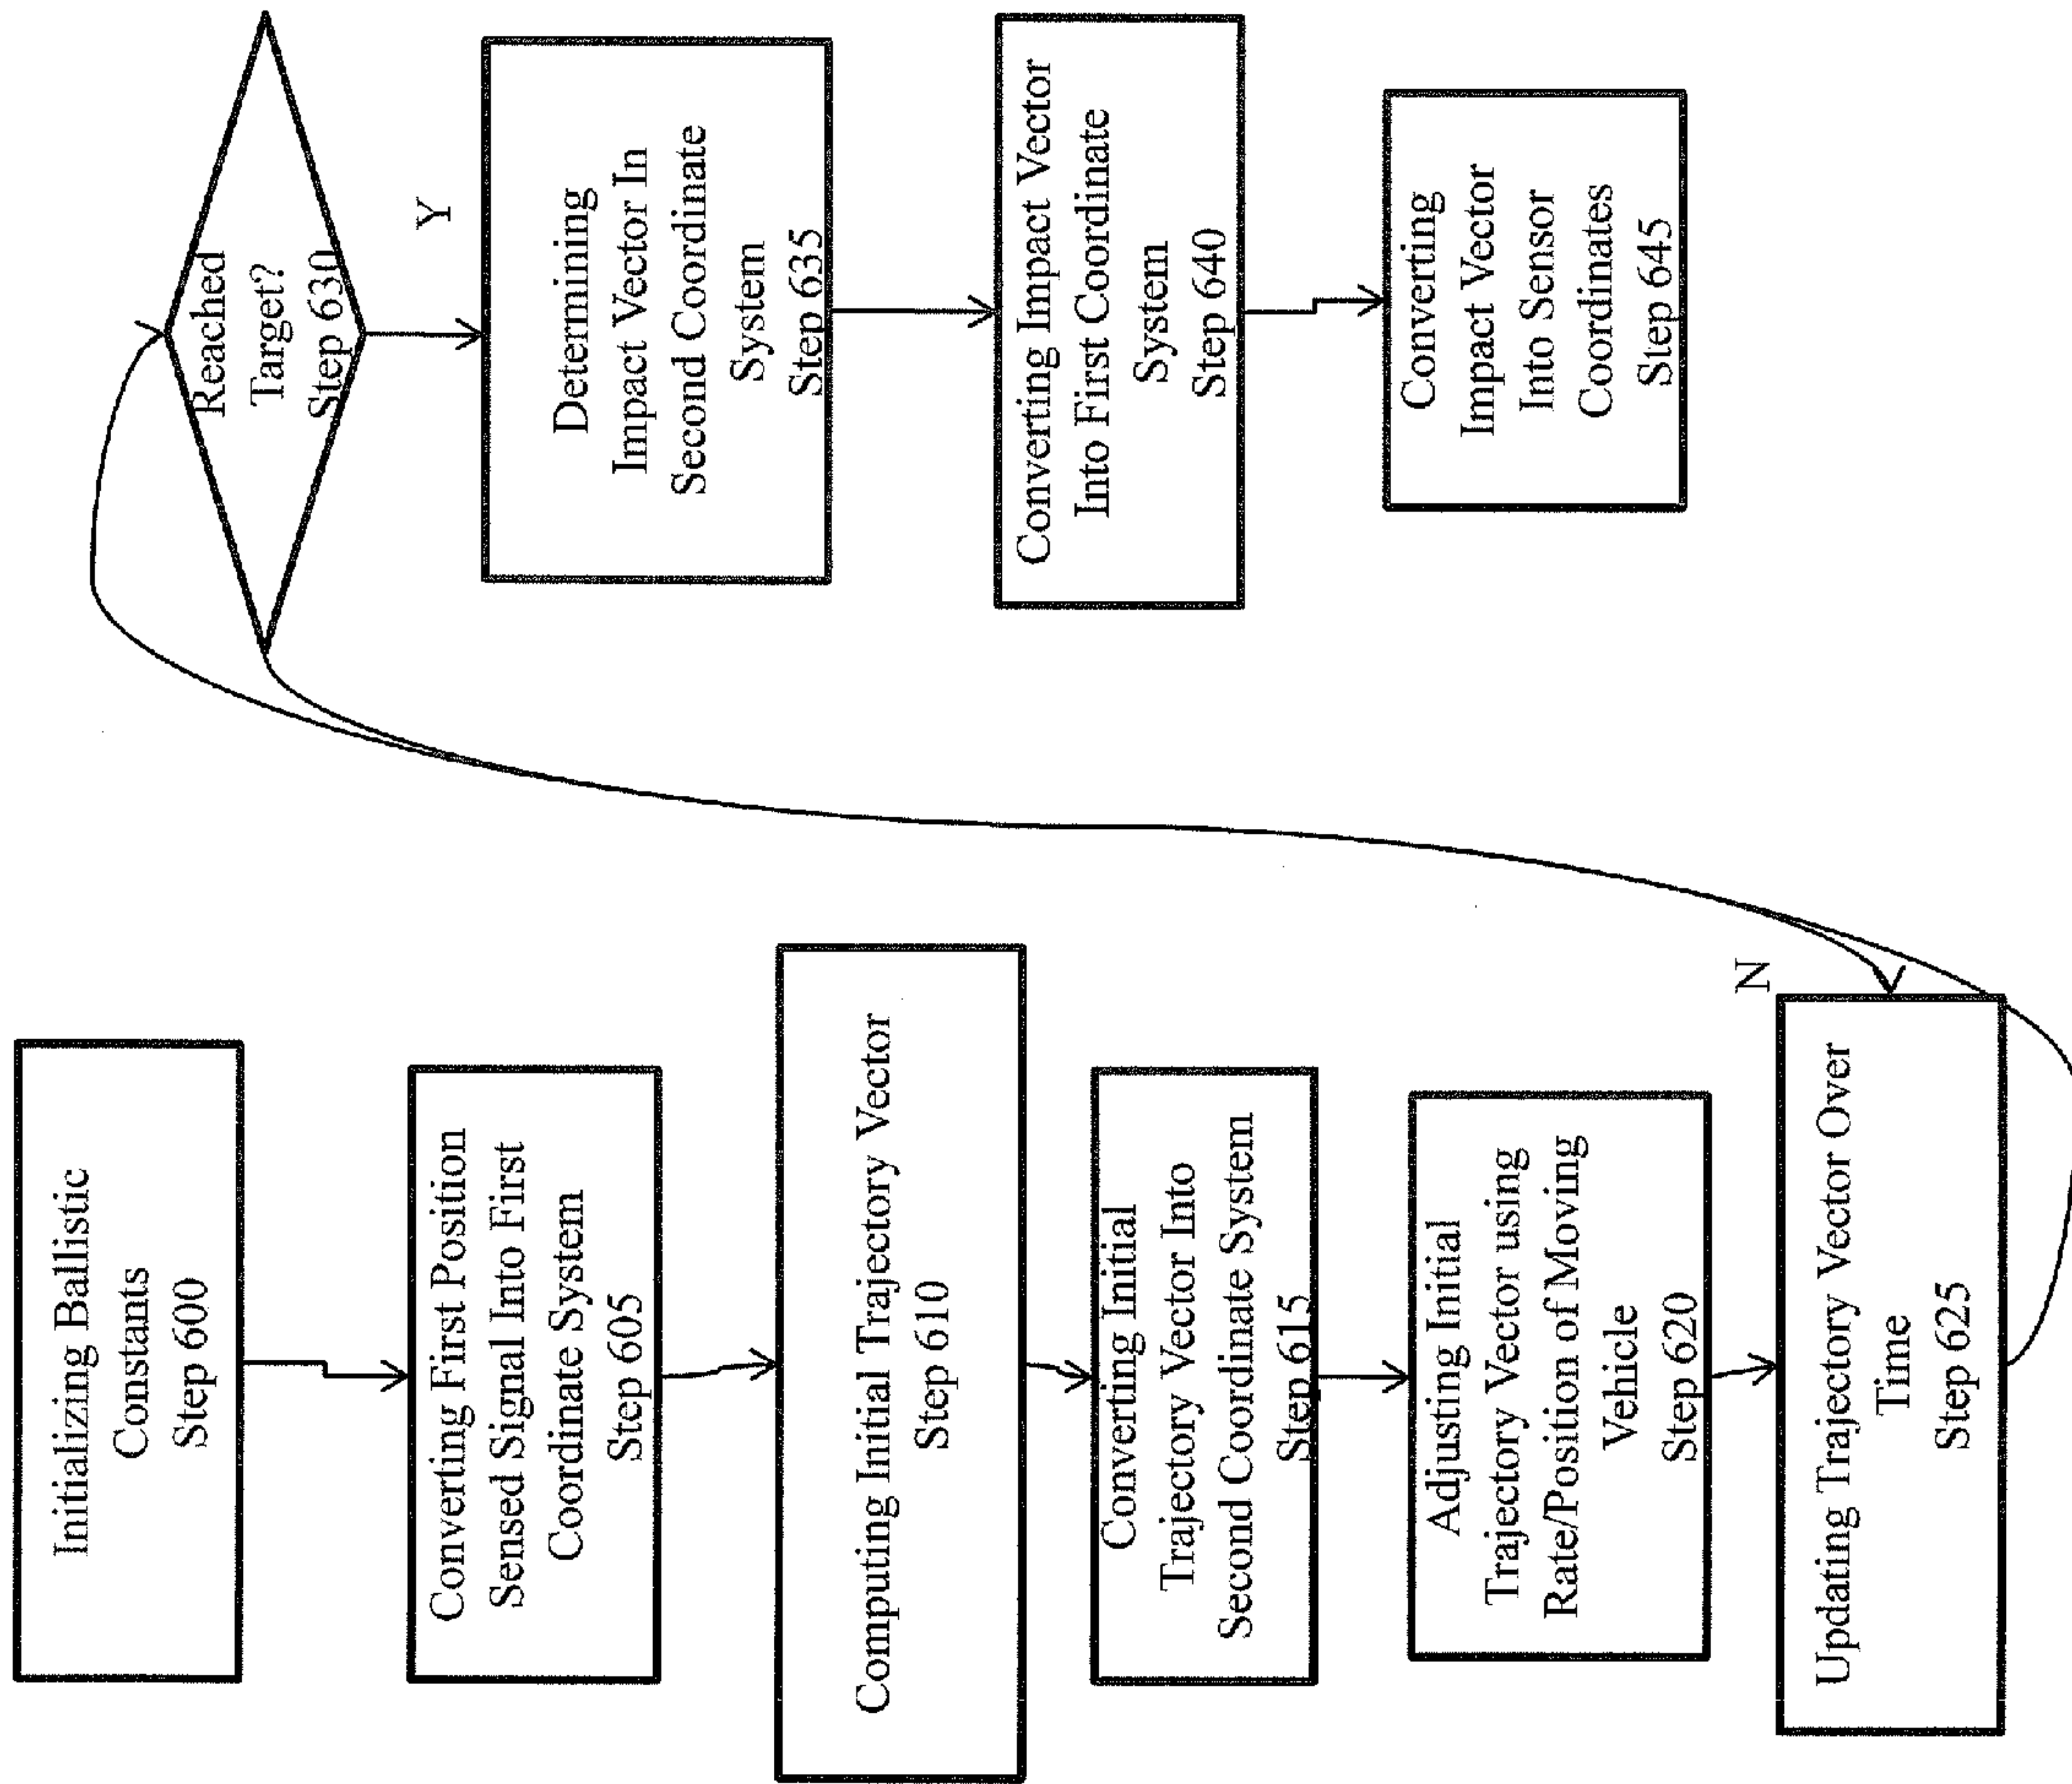 Initializing Ballistic
Constants
Step 600
Converting First Position
Sensed Signal Into First
Coordinate System
Step 605
Computing Initial Trajectory Vector
Step 610
Converting Initial
Trajectory Vector Into
Second Coordinate System
Step 615
Adjusting Initial
Trajectory Vector using
Rate/Position of Moving
Vehicle
Step 620
N
Updating Trajectory Vector Over
Time
Step 625
Reached
Target?
Step 630
Y
Determining
Impact Vector In
Second Coordinate
System
Step 635
Converting Impact Vector
Into First Coordinate
System
Step 640
Converting
Impact Vector
Into Sensor
Coordinates
Step 645